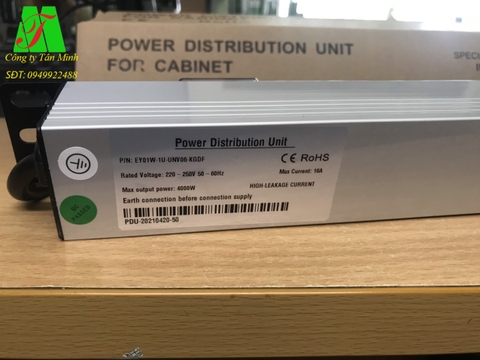 Công ty Tân Minh
SĐT: 0949922488
POWER DISTRIBUTION UNIT
FOR CABINET
Power Distribution Unit
P/N: EY01W-1U-UNV06-KGDF
CE RoHS
Rated Voltage: 220 - 250V 50 - 60Hz
Max Current: 16A
Max output power: 4000W
HIGH-LEAKAGE CURRENT
Earth connection before connection supply
PDU-20210420-50